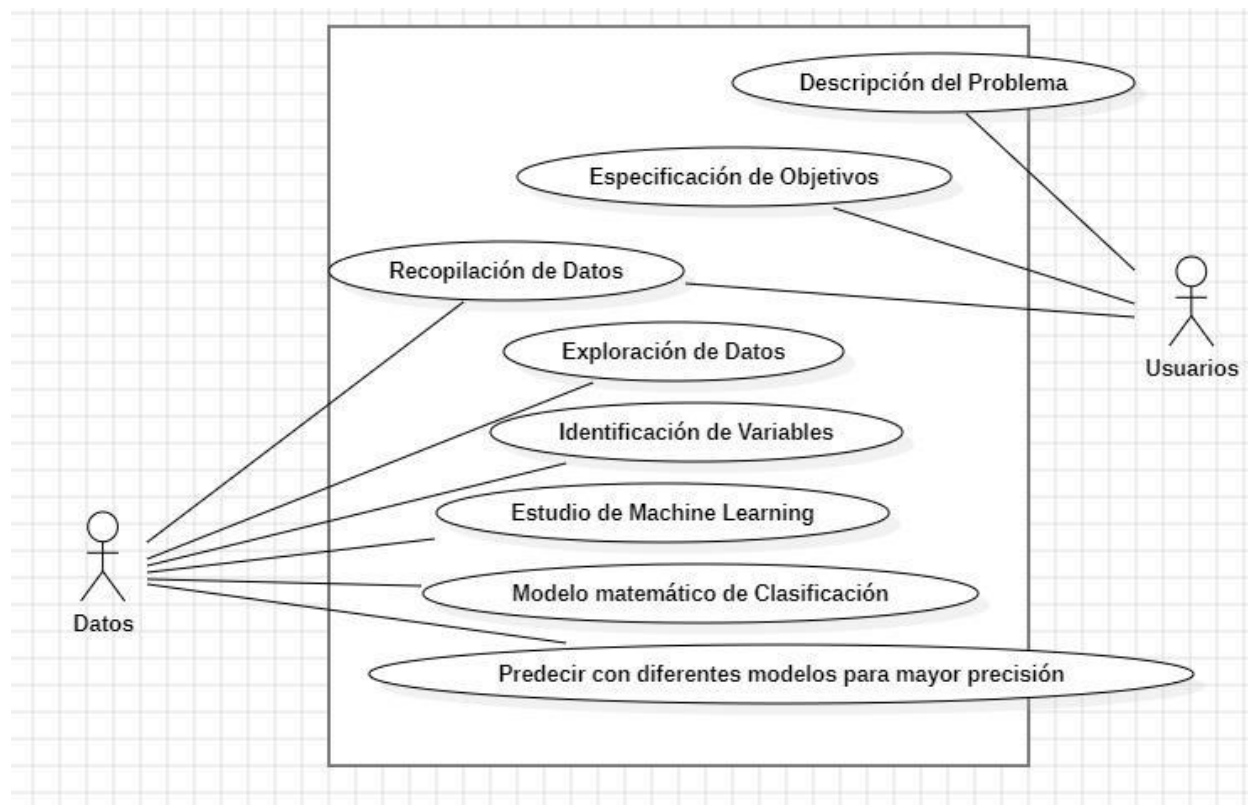 Descripción del Problema
Especificación de Objetivos
Recopilación de Datos
Exploración de Datos
Usuarios
Identificación de Variables
Estudio de Machine Learning
Modelo matemático de Clasificación
Datos
Predecir con diferentes modelos para mayor precisión